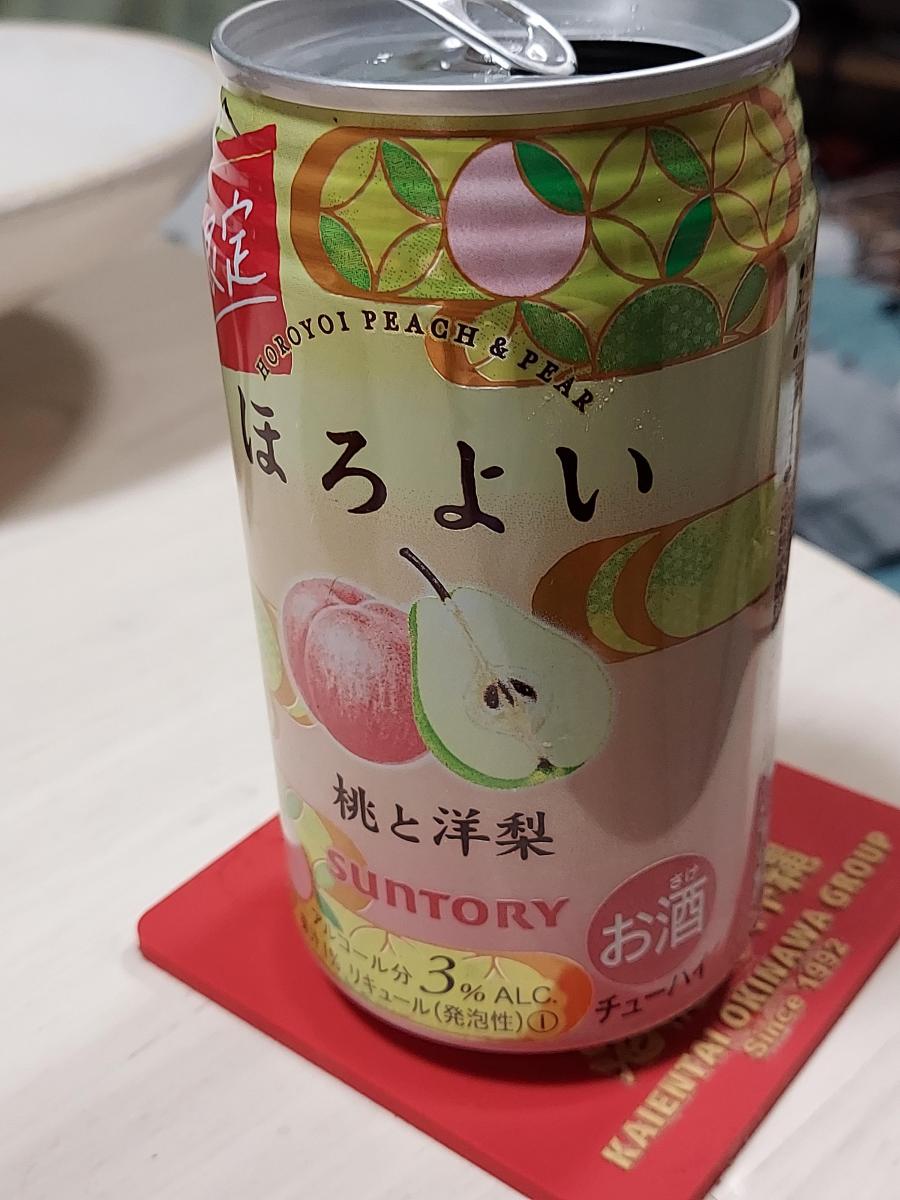 定
HOROYOI PEACH & PEAR
ほろよい
桃と洋梨
SUNTORY
さけ
お酒
アルコール分 3% ALC.
リキュール(発泡性)①
チューハイ
KAIENTAI OKINAWA GROUP
Since 1992